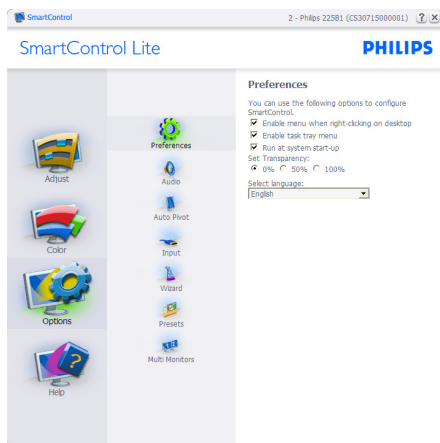 SmartControl
2 - Philips 225B1 (CS30715000001)
SmartControl Lite
PHILIPS
Adjust
Color
Options
Help
Preferences
Audio
Auto Pivot
Input
Wizard
Presets
Multi Monitors
Preferences
You can use the following options to configure
SmartControl.
Enable menu when right-clicking on desktop
Enable task tray menu
Run at system start-up
Set Transparency:
0% 50% 100%
Select language:
English